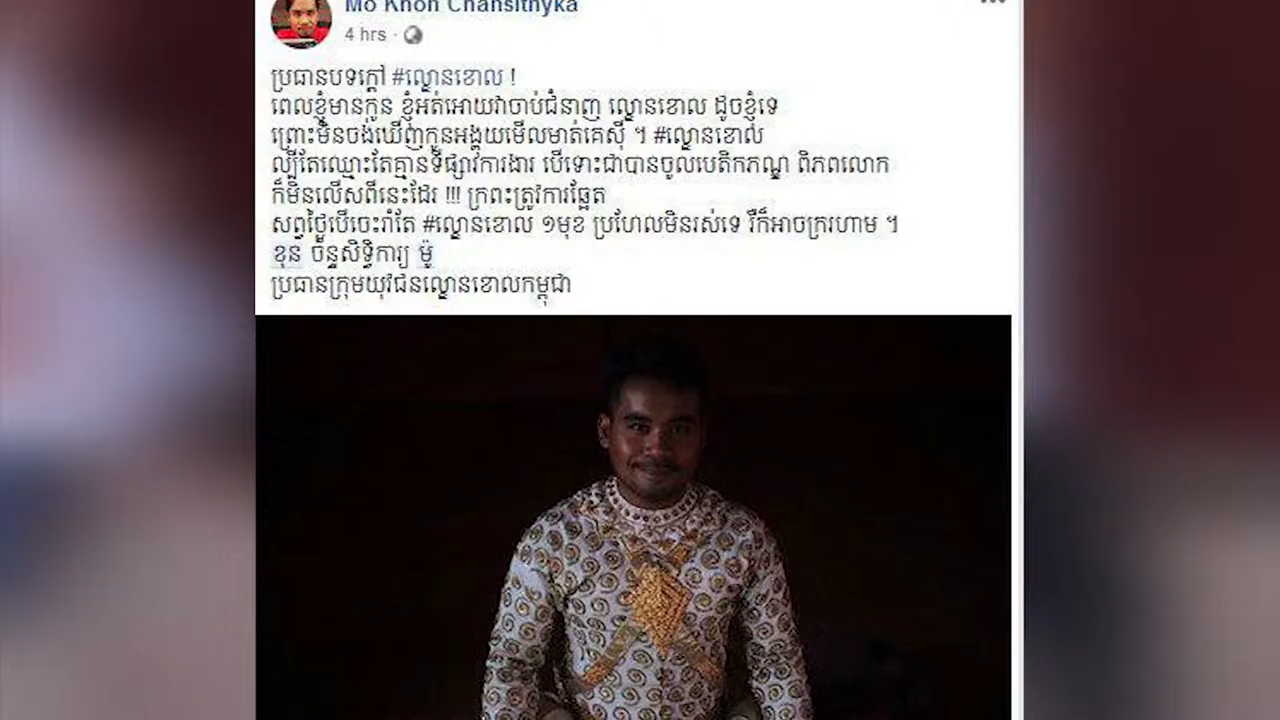 Mo Khon Chansithyka
4 hrs ·
ប្រធានបទក្ដៅ #ល្ខោនខោល !
ពេលខ្ញុំមានកូន ខ្ញុំអត់អោយវាចាប់ជំនាញ ល្ខោនខោល ដូចខ្ញុំទេ
ព្រោះមិនចង់ឃើញកូនអង្គុយមើលមាត់គេស៊ី ។ #ល្ខោនខោល
ល្បីតែឈ្មោះតែគ្មានទីផ្សារការងារ បើទោះជាបានចូលបេតិកភណ្ឌ ពិភពលោក
ក៏មិនលើសពីនេះដែរ !!! ក្រពះត្រូវការឆ្អែត
សព្វថ្ងៃបើចេះរាំតែ #ល្ខោនខោល ១មុខ ប្រហែលមិនរស់ទេ រឺក៏អាចក្រហាម ។
ខុន ច័ន្ទសិទ្ធិការ្យ ម៉ូ
ប្រធានក្រុមយុវជនល្ខោនខោលកម្ពុជា